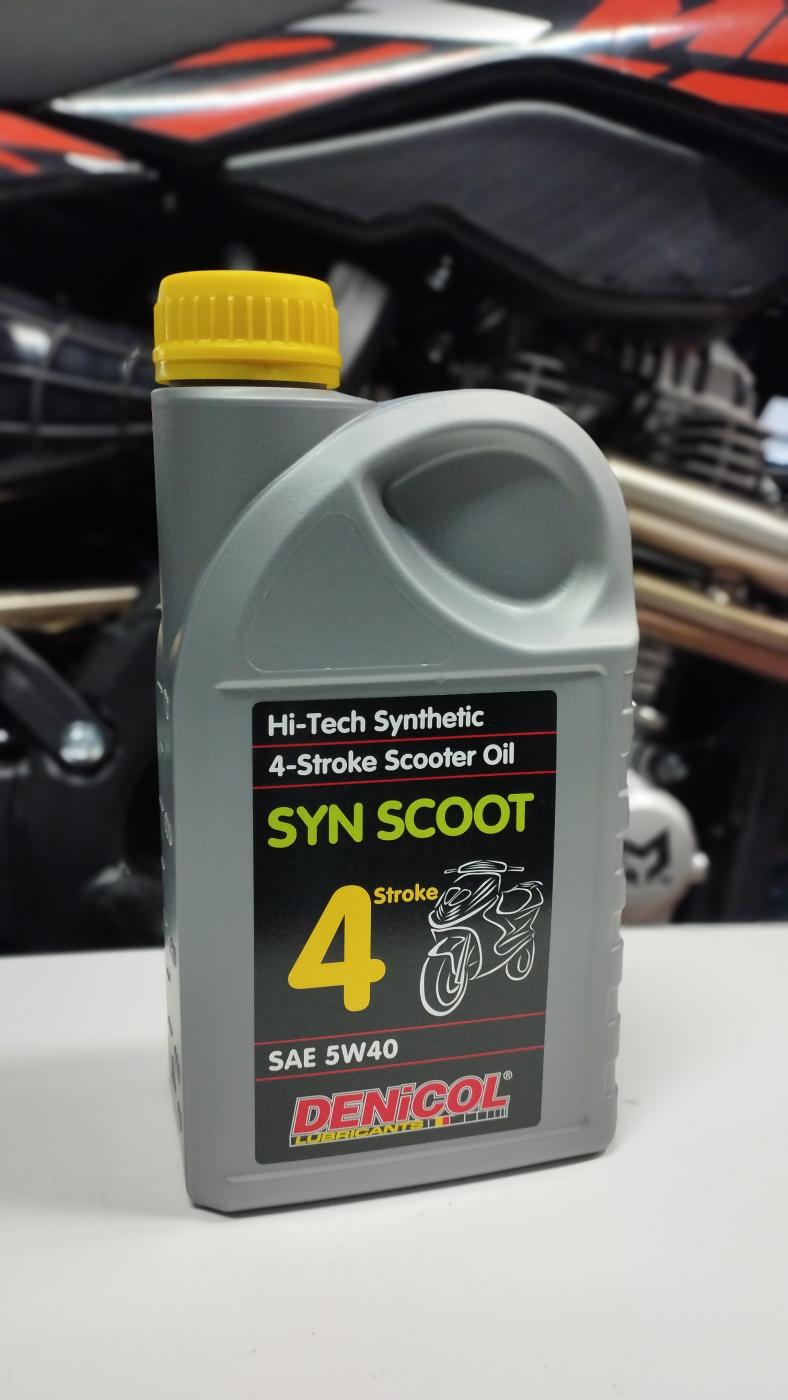 Hi-Tech Synthetic
4-Stroke Scooter Oil
SYN SCOOT
4 Stroke
SAE 5W40
DENiCOL®
LUBRICANTS